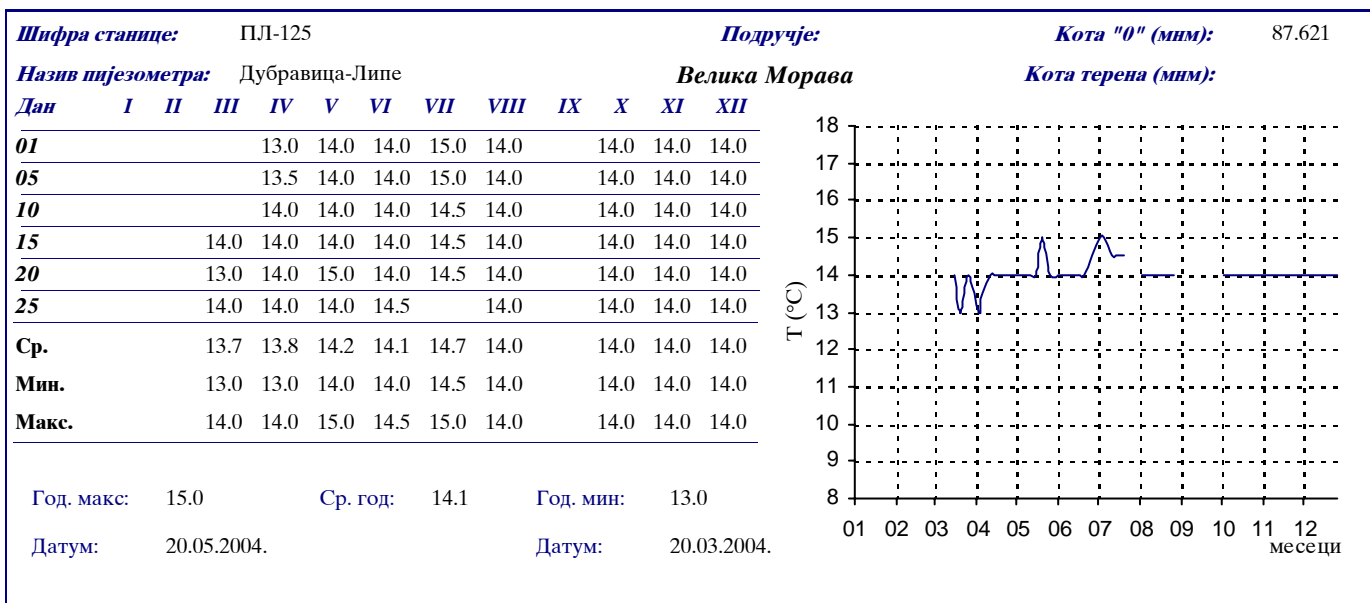 Шифра станице: ПЛ-125 Подручје: Кота "0" (мнм): 87.621
Назив пијезометра: Дубравица-Липе Велика Морава Кота терена (мнм):
Дан I II III IV V VI VII VIII IX X XI XII
01 13.0 14.0 14.0 15.0 14.0 14.0 14.0 14.0
05 13.5 14.0 14.0 15.0 14.0 14.0 14.0 14.0
10 14.0 14.0 14.0 14.5 14.0 14.0 14.0 14.0
15 14.0 14.0 14.0 14.0 14.5 14.0 14.0 14.0 14.0
20 13.0 14.0 15.0 14.0 14.5 14.0 14.0 14.0 14.0
25 14.0 14.0 14.0 14.5 14.0 14.0 14.0 14.0
Ср. 13.7 13.8 14.2 14.1 14.7 14.0 14.0 14.0 14.0
Мин. 13.0 13.0 14.0 14.0 14.5 14.0 14.0 14.0 14.0
Макс. 14.0 14.0 15.0 14.5 15.0 14.0 14.0 14.0 14.0
Год. макс: 15.0 Ср. год: 14.1 Год. мин: 13.0
Датум: 20.05.2004. Датум: 20.03.2004.
18
17
16
15
14
13
12
11
10
9
8
T (°C)
01 02 03 04 05 06 07 08 09 10 11 12
месеци